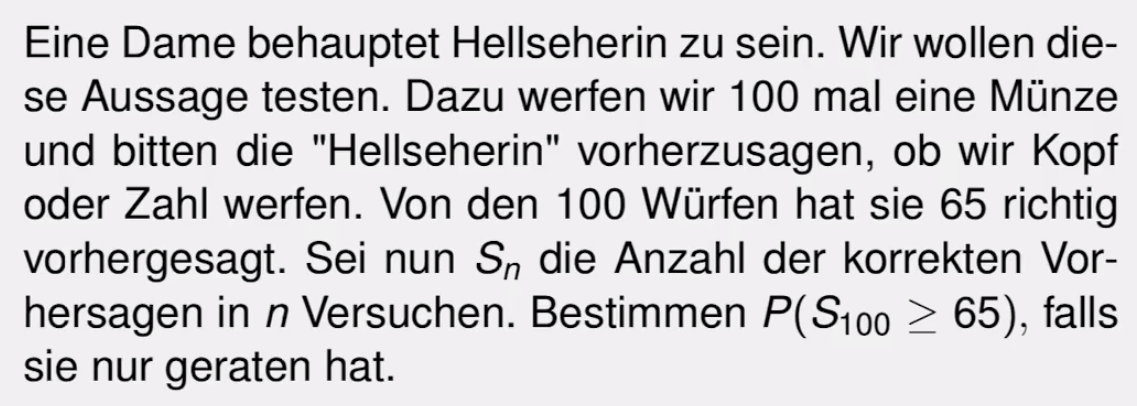 Eine Dame behauptet Hellseherin zu sein. Wir wollen die-
se Aussage testen. Dazu werfen wir 100 mal eine Münze
und bitten die "Hellseherin" vorherzusagen, ob wir Kopf
oder Zahl werfen. Von den 100 Würfen hat sie 65 richtig
vorhergesagt. Sei nun Sₙ die Anzahl der korrekten Vor-
hersagen in n Versuchen. Bestimmen P(S₁₀₀ ≥ 65), falls
sie nur geraten hat.